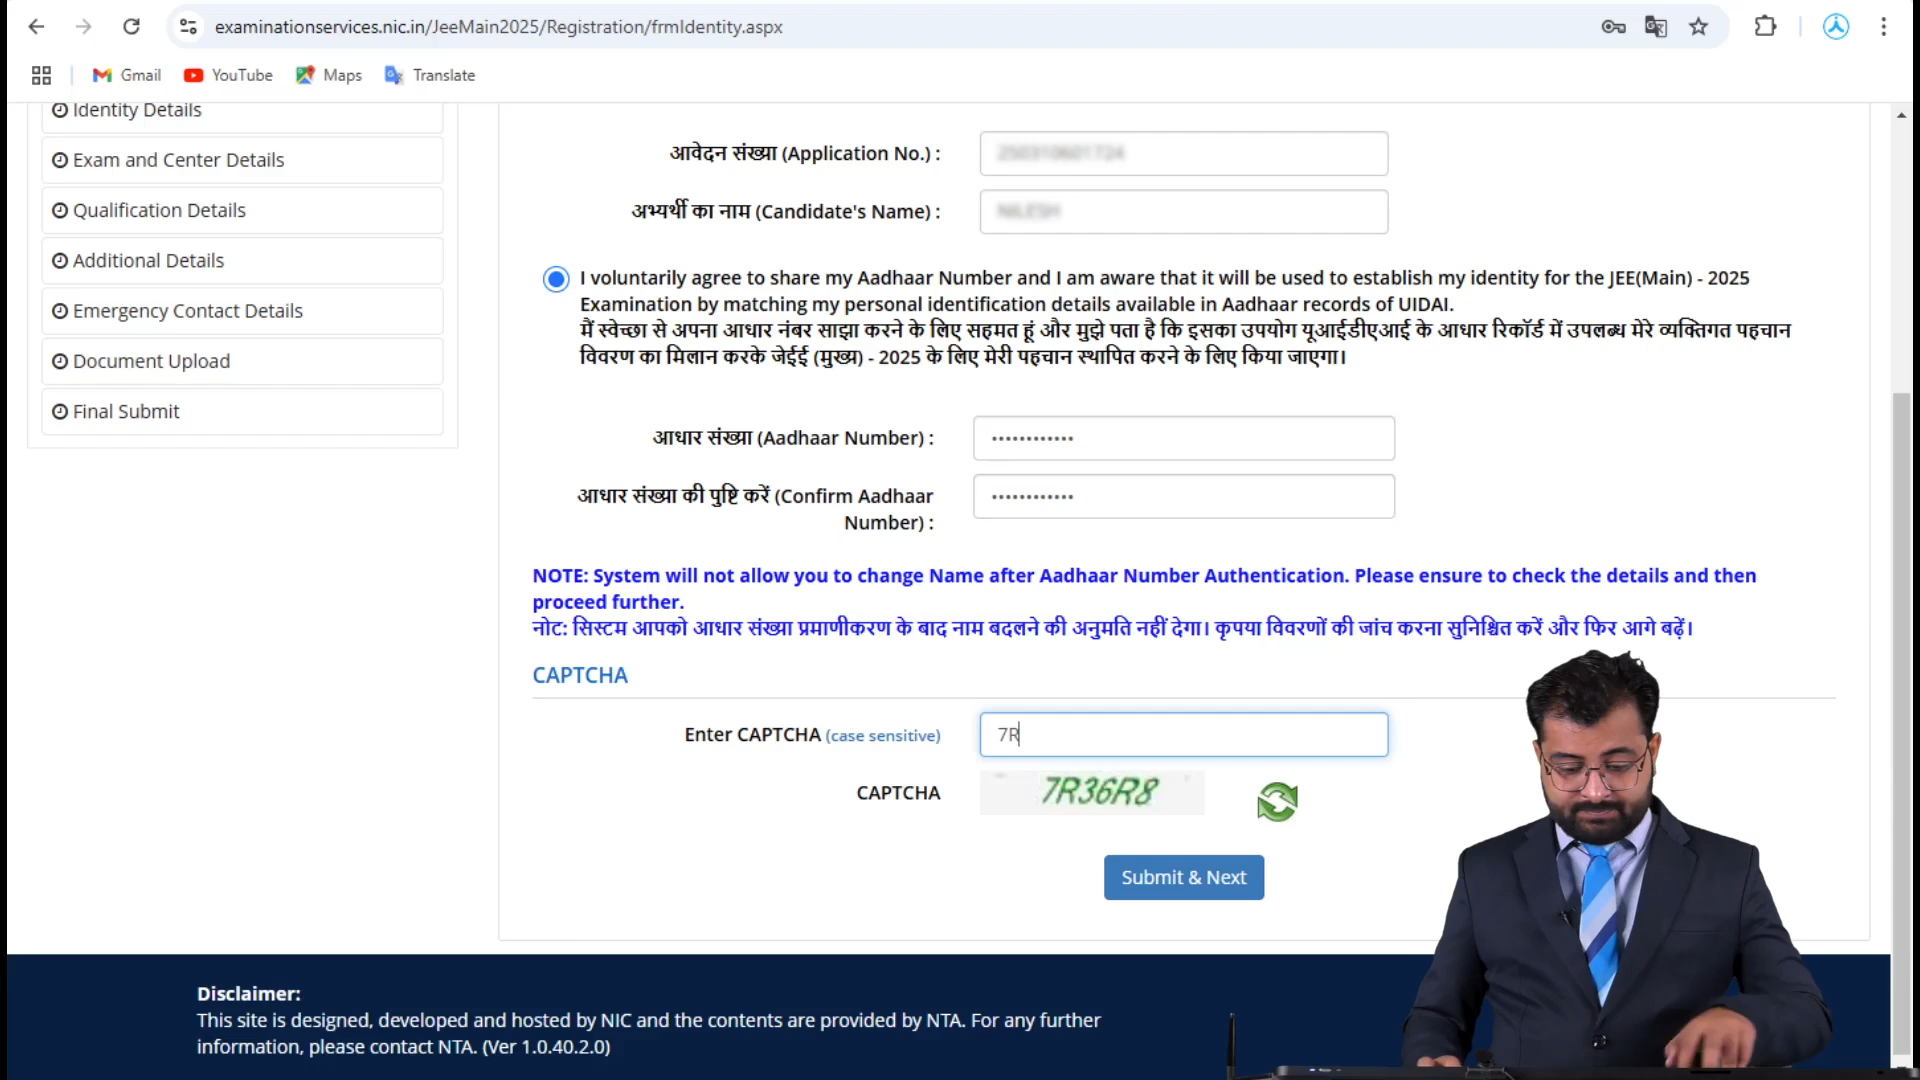 examinationservices.nic.in/JeeMain2025/Registration/frmIdentity.aspx
Gmail YouTube Maps Translate
Identity Details
Exam and Center Details
Qualification Details
Additional Details
Emergency Contact Details
Document Upload
Final Submit
आवेदन संख्या (Application No.) :
अभ्यर्थी का नाम (Candidate's Name) :
I voluntarily agree to share my Aadhaar Number and I am aware that it will be used to establish my identity for the JEE(Main) - 2025
Examination by matching my personal identification details available in Aadhaar records of UIDAI.
मैं स्वेच्छा से अपना आधार नंबर साझा करने के लिए सहमत हूं और मुझे पता है कि इसका उपयोग यूआईडीएआई के आधार रिकॉर्ड में उपलब्ध मेरे व्यक्तिगत पहचान
विवरण का मिलान करके जेईई (मुख्य) - 2025 के लिए मेरी पहचान स्थापित करने के लिए किया जाएगा।
आधार संख्या (Aadhaar Number) : ••••••••••••
आधार संख्या की पुष्टि करें (Confirm Aadhaar
Number) : ••••••••••••
NOTE: System will not allow you to change Name after Aadhaar Number Authentication. Please ensure to check the details and then
proceed further.
नोट: सिस्टम आपको आधार संख्या प्रमाणीकरण के बाद नाम बदलने की अनुमति नहीं देगा। कृपया विवरणों की जांच करना सुनिश्चित करें और फिर आगे बढ़ें।
CAPTCHA
Enter CAPTCHA (case sensitive) 7R
CAPTCHA 7R36R8
Submit & Next
Disclaimer:
This site is designed, developed and hosted by NIC and the contents are provided by NTA. For any further
information, please contact NTA. (Ver 1.0.40.2.0)